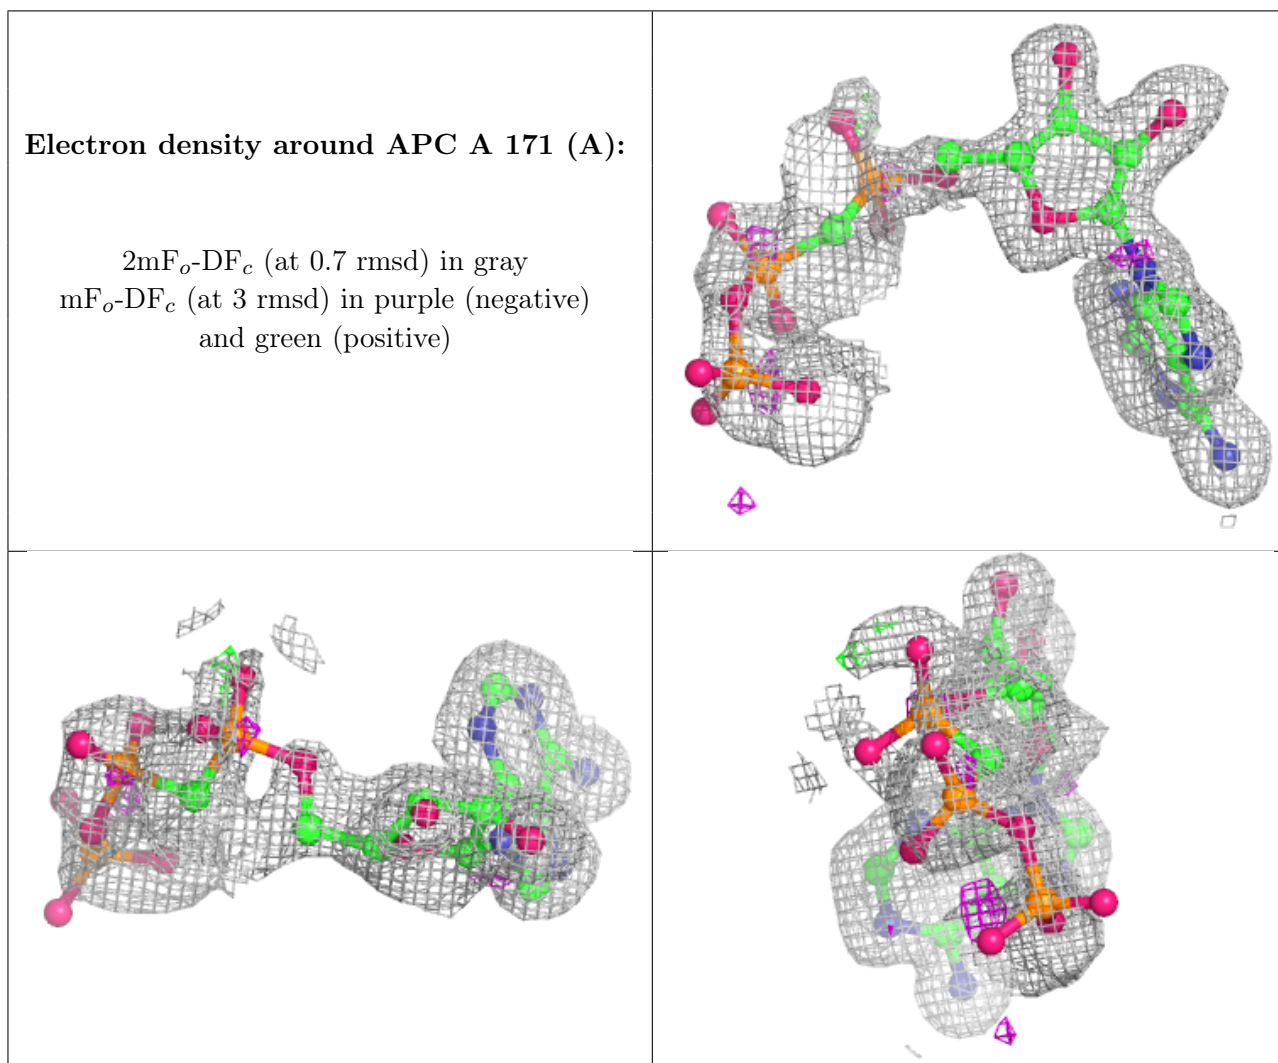 Electron density around APC A 171 (A):
2mFo-DFc (at 0.7 rmsd) in gray
mFo-DFc (at 3 rmsd) in purple (negative)
and green (positive)